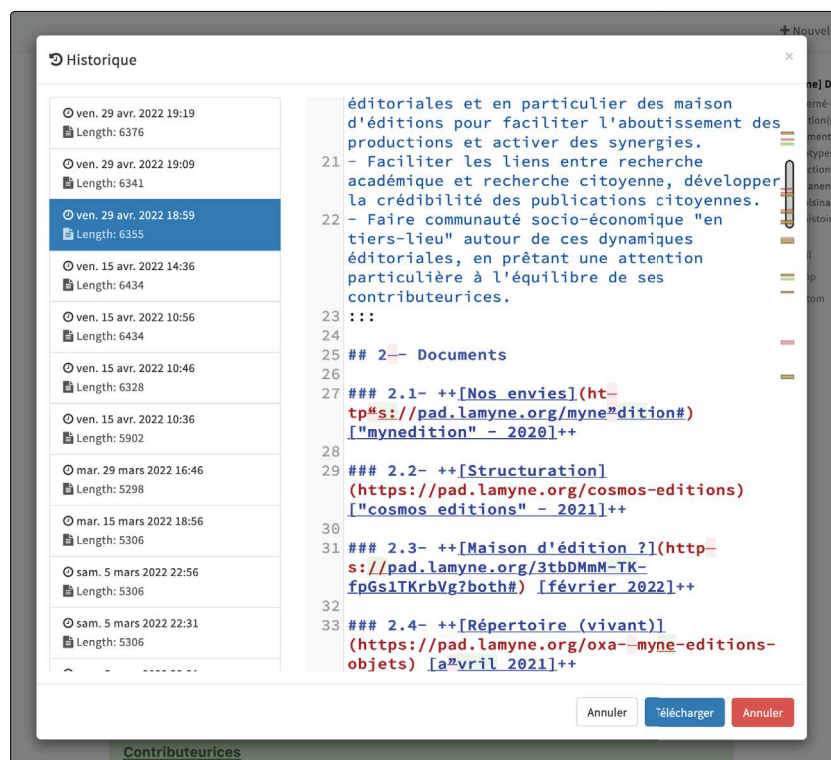 Nouvel
Historique
×
ven. 29 avr. 2022 19:19
Length: 6376
ven. 29 avr. 2022 19:09
Length: 6341
ven. 29 avr. 2022 18:59
Length: 6355
ven. 15 avr. 2022 14:36
Length: 6434
ven. 15 avr. 2022 10:56
Length: 6434
ven. 15 avr. 2022 10:46
Length: 6328
ven. 15 avr. 2022 10:36
Length: 5902
mar. 29 mars 2022 16:46
Length: 5298
mar. 15 mars 2022 18:56
Length: 5306
sam. 5 mars 2022 22:56
Length: 5306
sam. 5 mars 2022 22:31
Length: 5306
éditoriales et en particulier des maison
d'éditions pour faciliter l'aboutissement des
productions et activer des synergies.
21 - Faciliter les liens entre recherche
académique et recherche citoyenne, développer
la crédibilité des publications citoyennes.
22 - Faire communauté socio-économique "en
tiers-lieu" autour de ces dynamiques
éditoriales, en prêtant une attention
particulière à l'équilibre de ses
contributeurices.
23 :::
24
25 ## 2—- Documents
26
27 ### 2.1- ++[Nos envies](ht—
tp“s://pad.lamyne.org/myne”dition#)
["mynedition" - 2020]++
28
29 ### 2.2- ++[Structuration]
(https://pad.lamyne.org/cosmos-editions)
["cosmos editions" - 2021]++
30
31 ### 2.3- ++[Maison d'édition ?](http—
s://pad.lamyne.org/3tbDMmM-TK-
fpGs1TKrbVg?both#) [février 2022]++
32
33 ### 2.4- ++[Répertoire (vivant)]
(https://pad.lamyne.org/oxa-—myne-editions-
objets) [a”vril 2021]++
Annuler
Télécharger
Annuler
Contributeurices